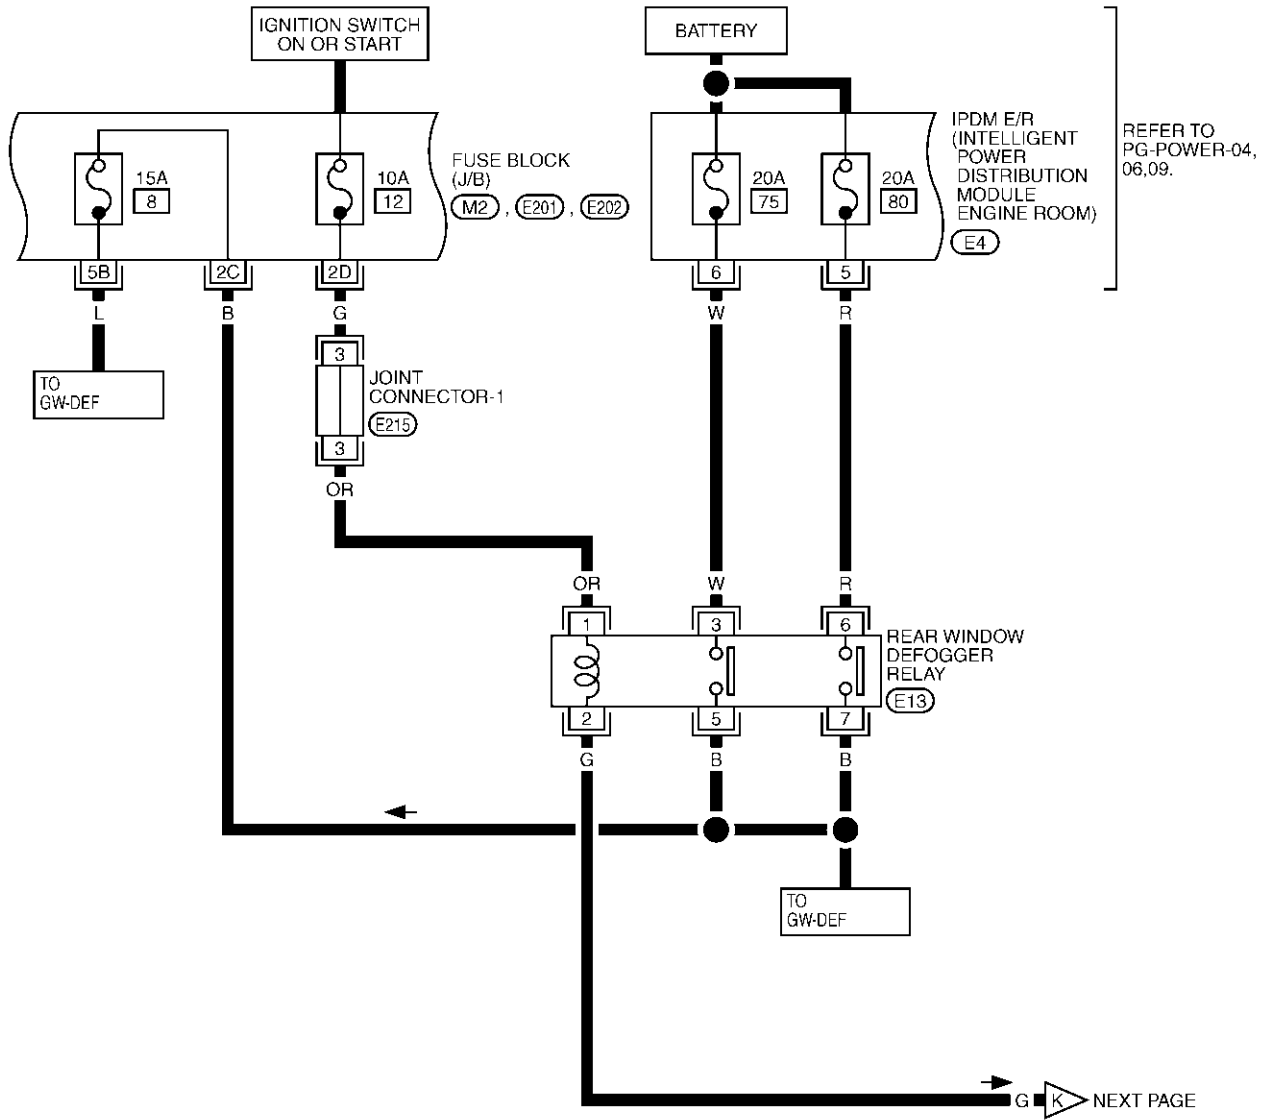 IGNITION SWITCH
ON OR START
BATTERY
IPDM E/R
(INTELLIGENT
POWER
DISTRIBUTION
MODULE
ENGINE ROOM)
E4
REFER TO
PG-POWER-04,
06,09.
15A
8
10A
12
FUSE BLOCK
(J/B)
M2 , E201 , E202
20A
75
20A
80
5B
2C
2D
6
5
L
B
G
W
R
TO
GW-DEF
3
JOINT
CONNECTOR-1
E215
3
OR
OR
W
R
1
3
6
REAR WINDOW
DEFOGGER
RELAY
E13
2
5
7
G
B
B
TO
GW-DEF
G
K
NEXT PAGE